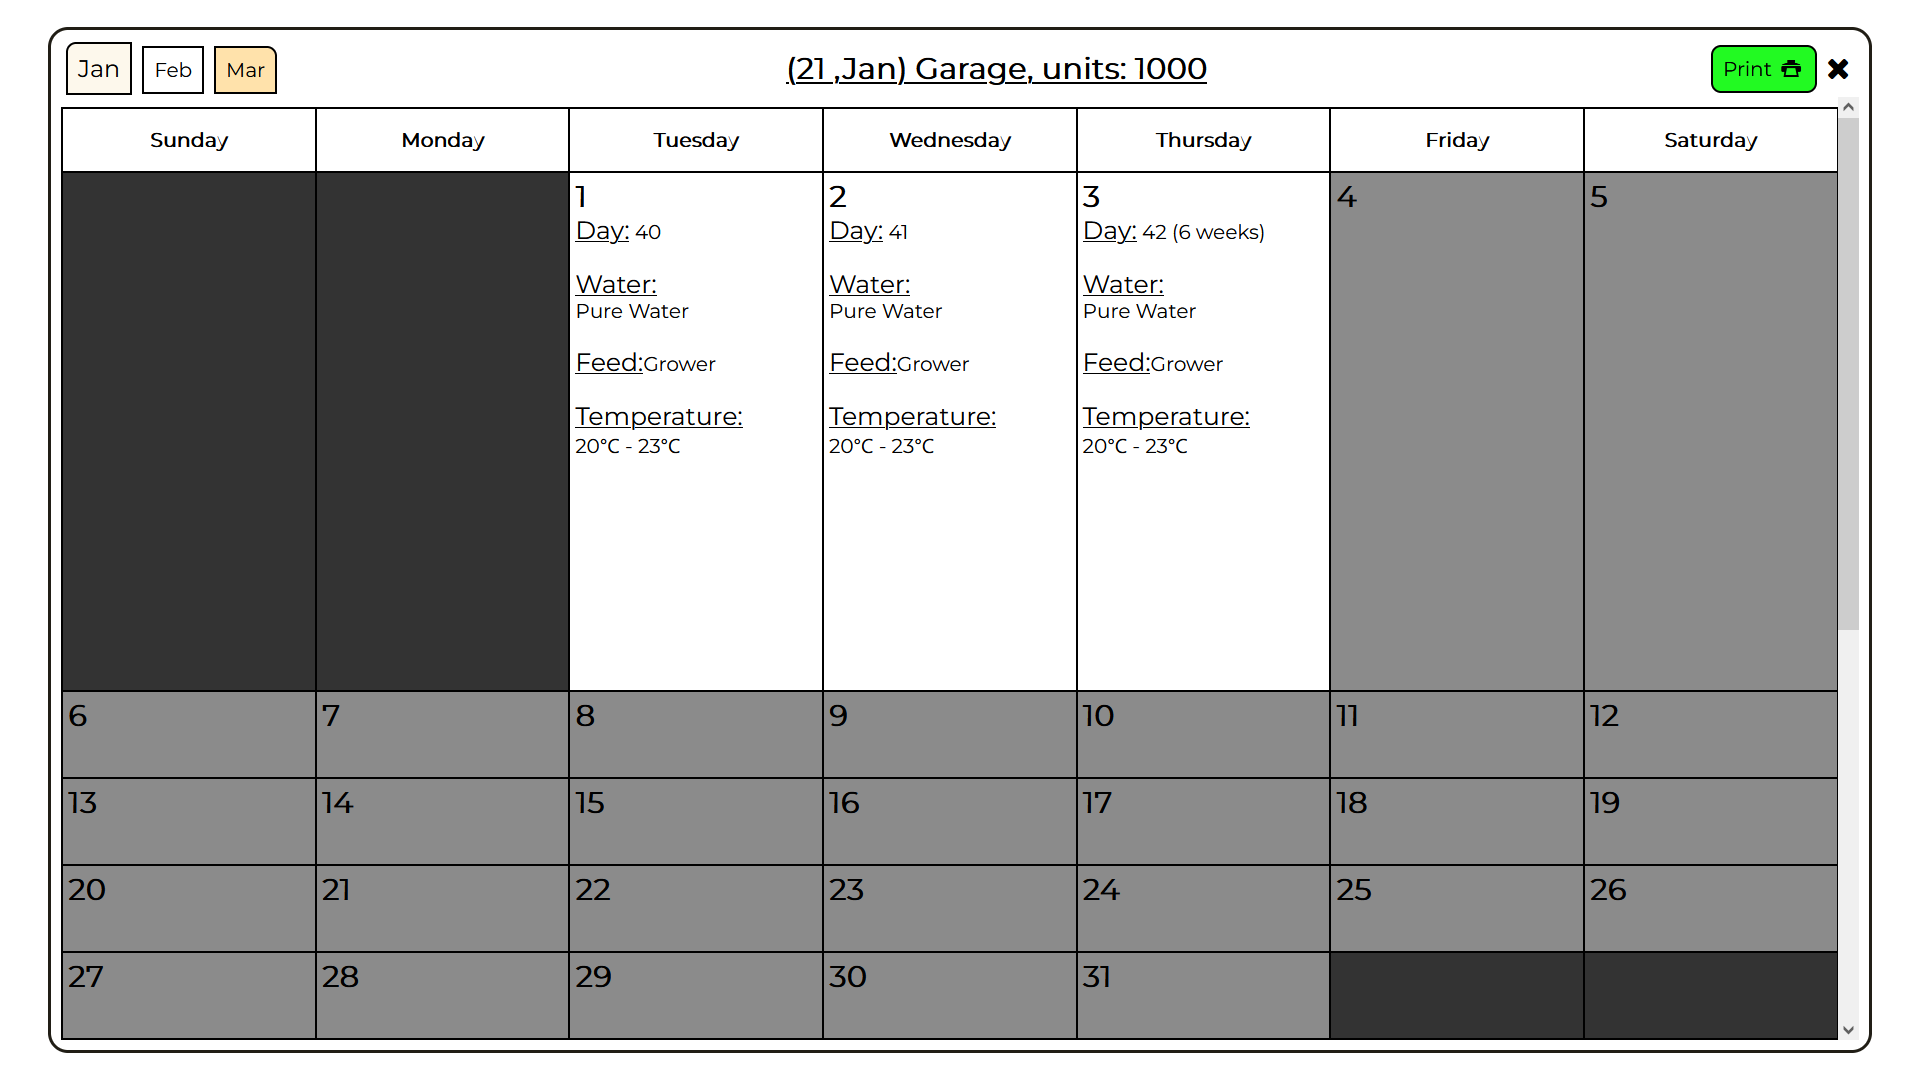 Jan Feb Mar (21 ,Jan) Garage, units: 1000 Print
Sunday Monday Tuesday Wednesday Thursday Friday Saturday
1 2 3 4 5
Day: 40 Day: 41 Day: 42 (6 weeks)
Water: Water: Water:
Pure Water Pure Water Pure Water
Feed:Grower Feed:Grower Feed:Grower
Temperature: Temperature: Temperature:
20°C - 23°C 20°C - 23°C 20°C - 23°C
6 7 8 9 10 11 12
13 14 15 16 17 18 19
20 21 22 23 24 25 26
27 28 29 30 31